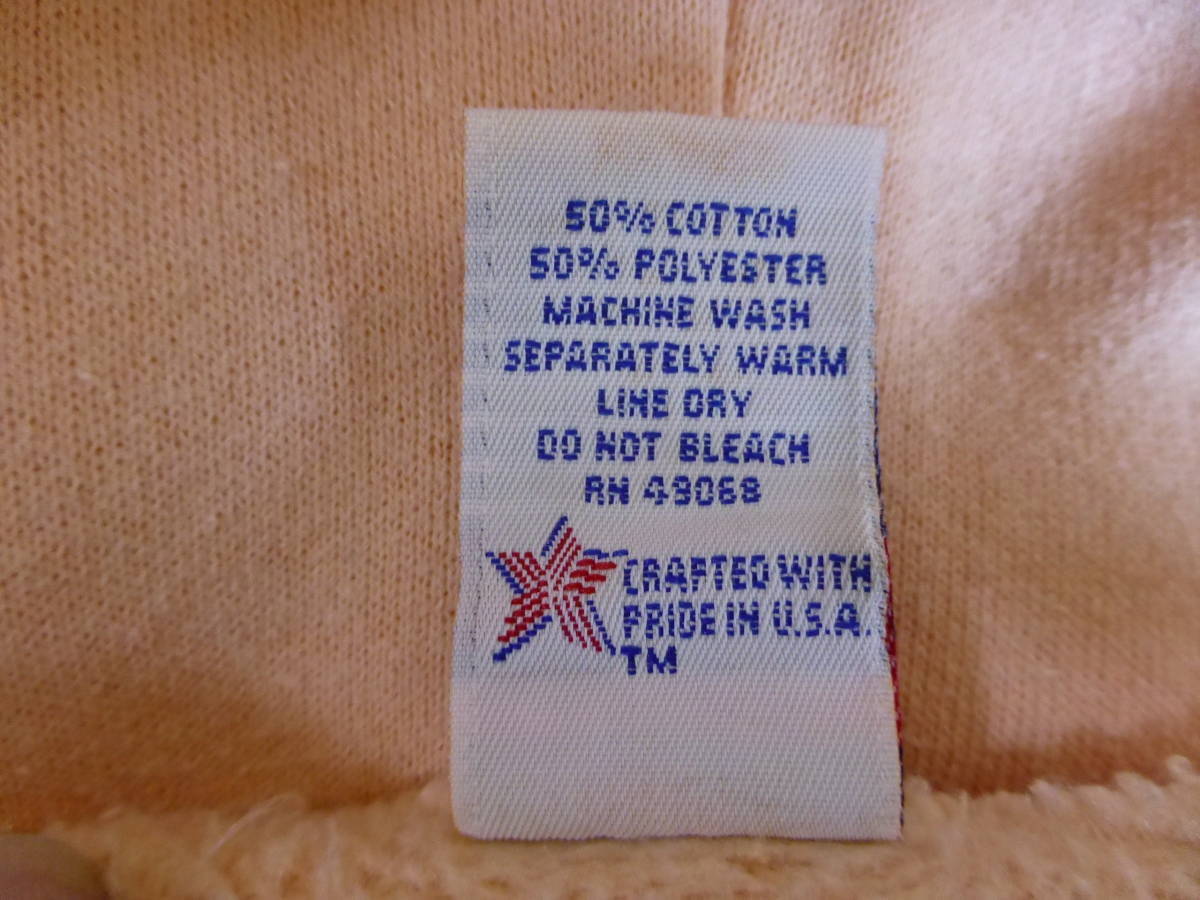 50% COTTON
50% POLYESTER
MACHINE WASH
SEPARATELY WARM
LINE DRY
DO NOT BLEACH
RN 49068
CRAFTED WITH
PRIDE IN U.S.A.
TM